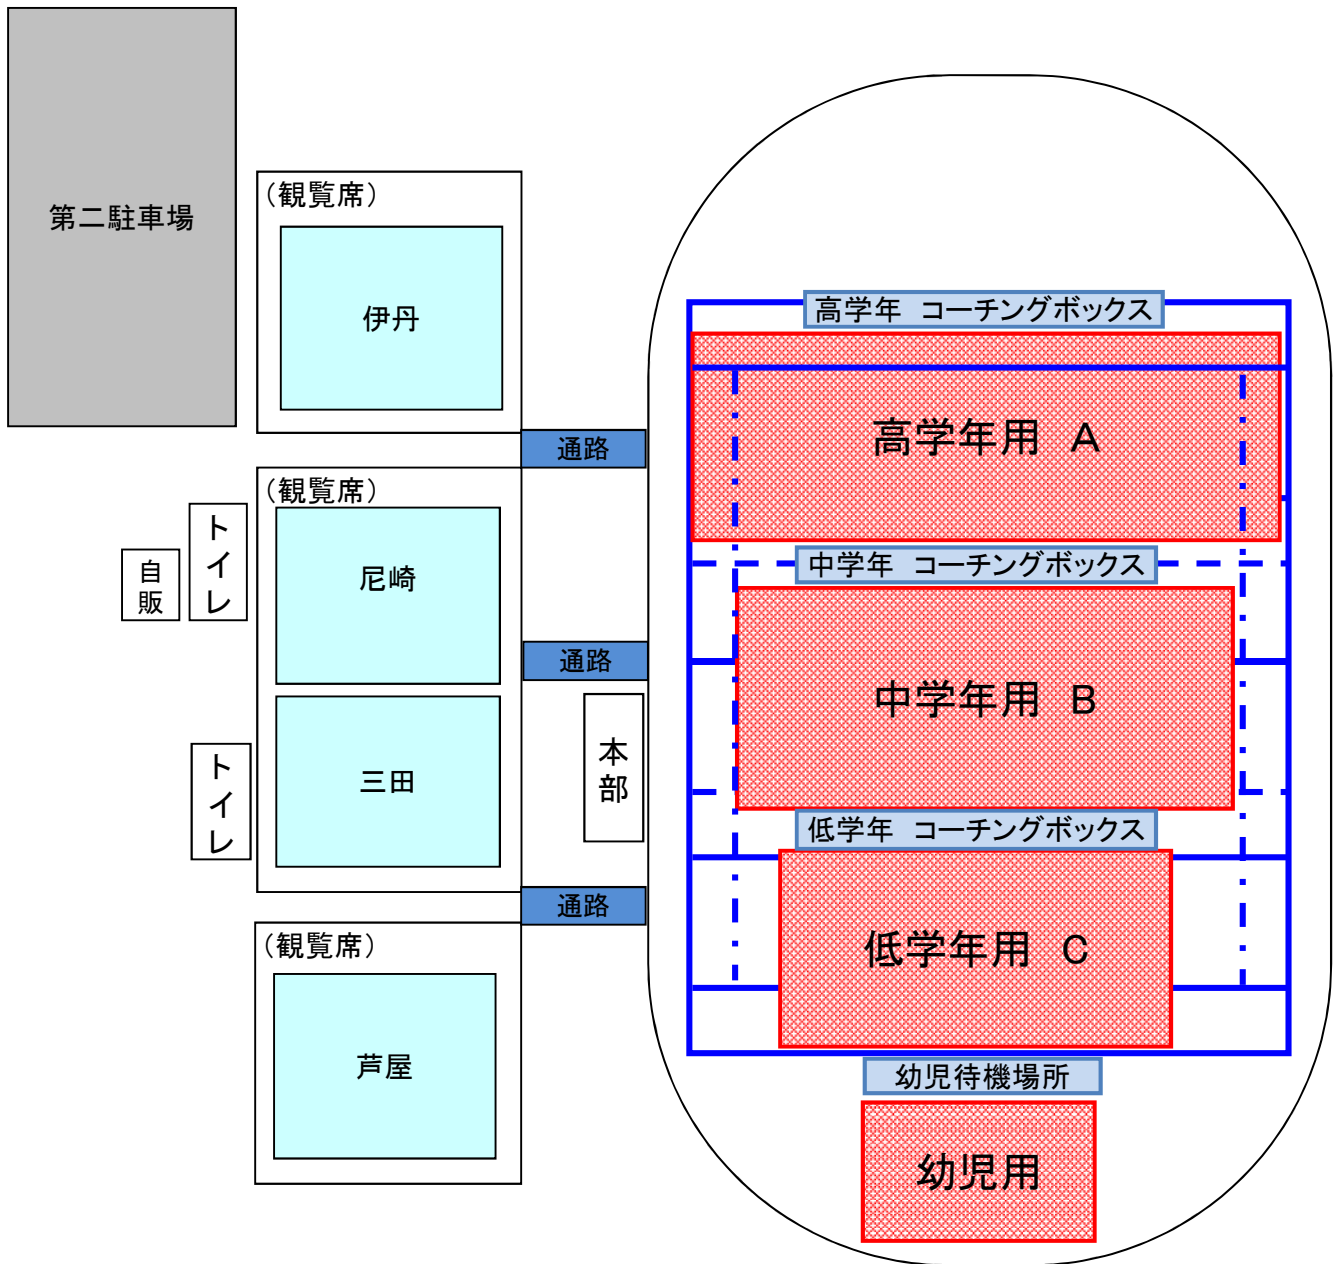 第二駐車場
（観覧席）
伊丹
通路
（観覧席）
尼崎
トイレ
自販
通路
三田
トイレ
本部
通路
（観覧席）
芦屋
高学年　コーチングボックス
高学年用　A
中学年　コーチングボックス
中学年用　B
低学年　コーチングボックス
低学年用　C
幼児待機場所
幼児用